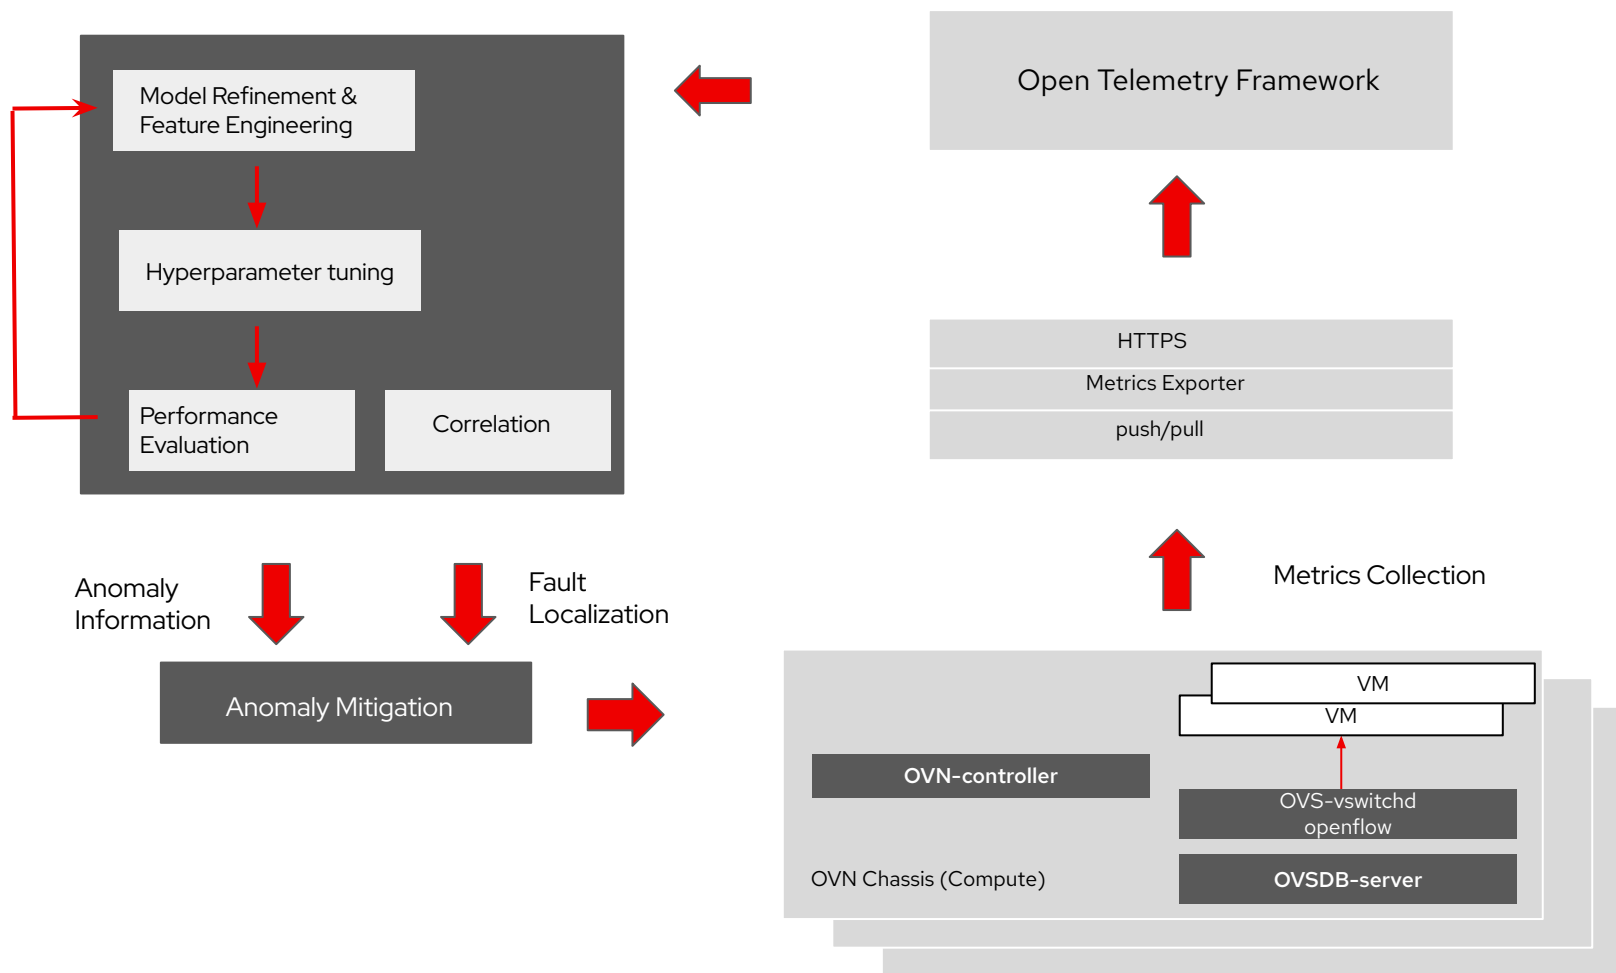 Model Refinement &
Feature Engineering
Hyperparameter tuning
Performance
Evaluation
Correlation
Open Telemetry Framework
HTTPS
Metrics Exporter
push/pull
Anomaly
Information
Fault
Localization
Metrics Collection
Anomaly Mitigation
VM
VM
OVN-controller
OVS-vswitchd
openflow
OVN Chassis (Compute)
OVSDB-server